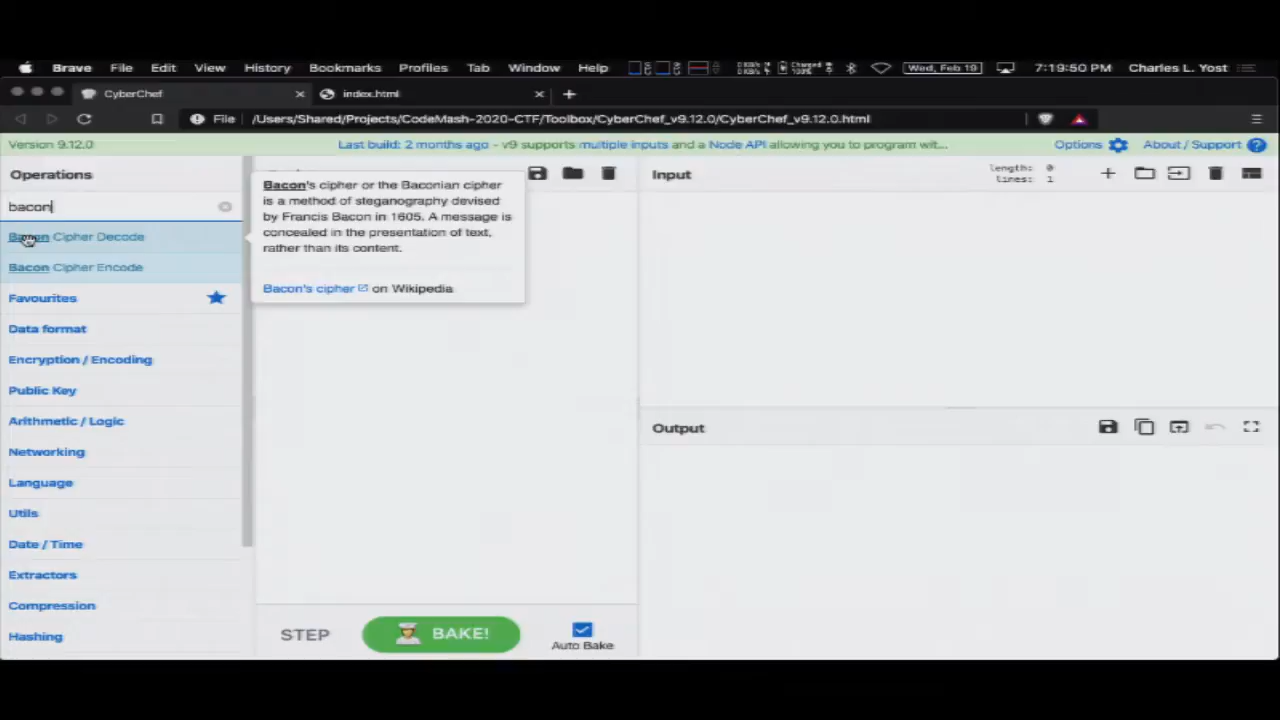 Brave File Edit View History Bookmarks Profiles Tab Window Help Wed, Feb 19 7:19:50 PM Charles L. Yost
CyberChef index.html
File /Users/Shared/Projects/CodeMash-2020-CTF/Toolbox/CyberChef_v9.12.0/CyberChef_v9.12.0.html
Version 9.12.0 Last build: 2 months ago - v9 supports multiple inputs and a Node API allowing you to program wit... Options About / Support
Operations
bacon
Bacon Cipher Decode
Bacon Cipher Encode
Favourites
Data format
Encryption / Encoding
Public Key
Arithmetic / Logic
Networking
Language
Utils
Date / Time
Extractors
Compression
Hashing
Bacon's cipher or the Baconian cipher
is a method of steganography devised
by Francis Bacon in 1605. A message is
concealed in the presentation of text,
rather than its content.
Bacon's cipher on Wikipedia
STEP BAKE!
Auto Bake
Input
length: 0
lines: 1
Output